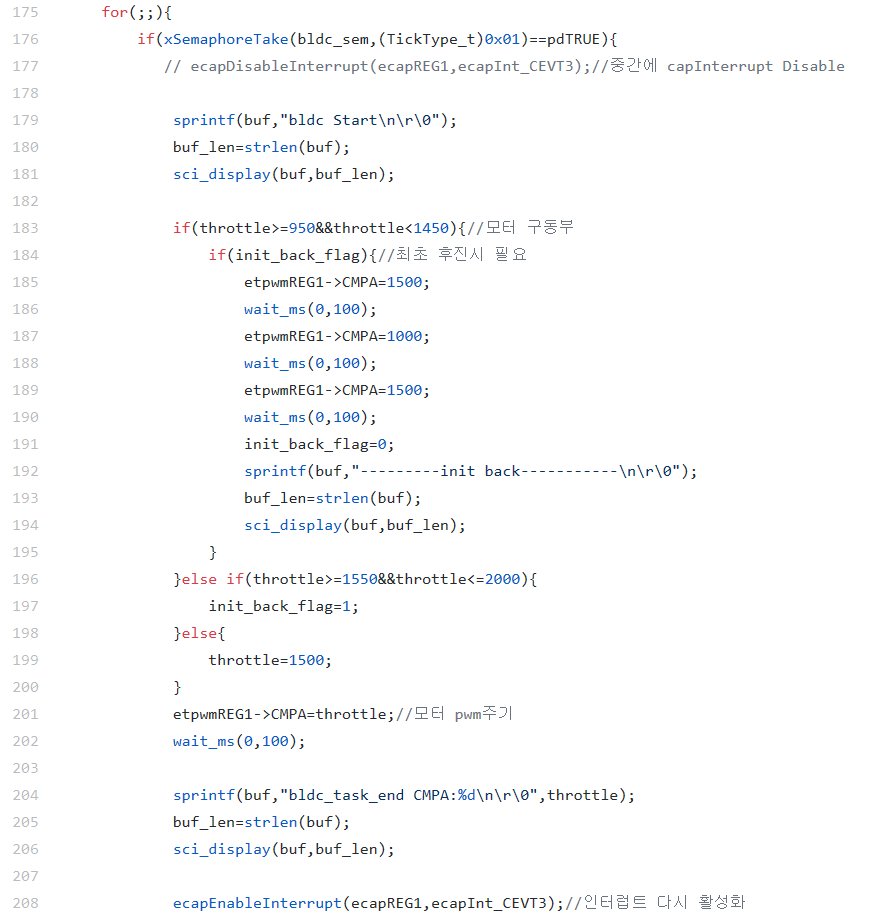 175 for(;;){
176 if(xSemaphoreTake(bldc_sem,(TickType_t)0x01)==pdTRUE){
177 // ecapDisableInterrupt(ecapREG1,ecapInt_CEVT3);//중간에 capInterrupt Disable
178
179 sprintf(buf,"bldc Start\n\r\0");
180 buf_len=strlen(buf);
181 sci_display(buf,buf_len);
182
183 if(throttle>=950&&throttle<1450){//모터 구동부
184 if(init_back_flag){//최초 후진시 필요
185 etpwmREG1->CMPA=1500;
186 wait_ms(0,100);
187 etpwmREG1->CMPA=1000;
188 wait_ms(0,100);
189 etpwmREG1->CMPA=1500;
190 wait_ms(0,100);
191 init_back_flag=0;
192 sprintf(buf,"---------init back-----------\n\r\0");
193 buf_len=strlen(buf);
194 sci_display(buf,buf_len);
195 }
196 }else if(throttle>=1550&&throttle<=2000){
197 init_back_flag=1;
198 }else{
199 throttle=1500;
200 }
201 etpwmREG1->CMPA=throttle;//모터 pwm주기
202 wait_ms(0,100);
203
204 sprintf(buf,"bldc_task_end CMPA:%d\n\r\0",throttle);
205 buf_len=strlen(buf);
206 sci_display(buf,buf_len);
207
208 ecapEnableInterrupt(ecapREG1,ecapInt_CEVT3);//인터럽트 다시 활성화